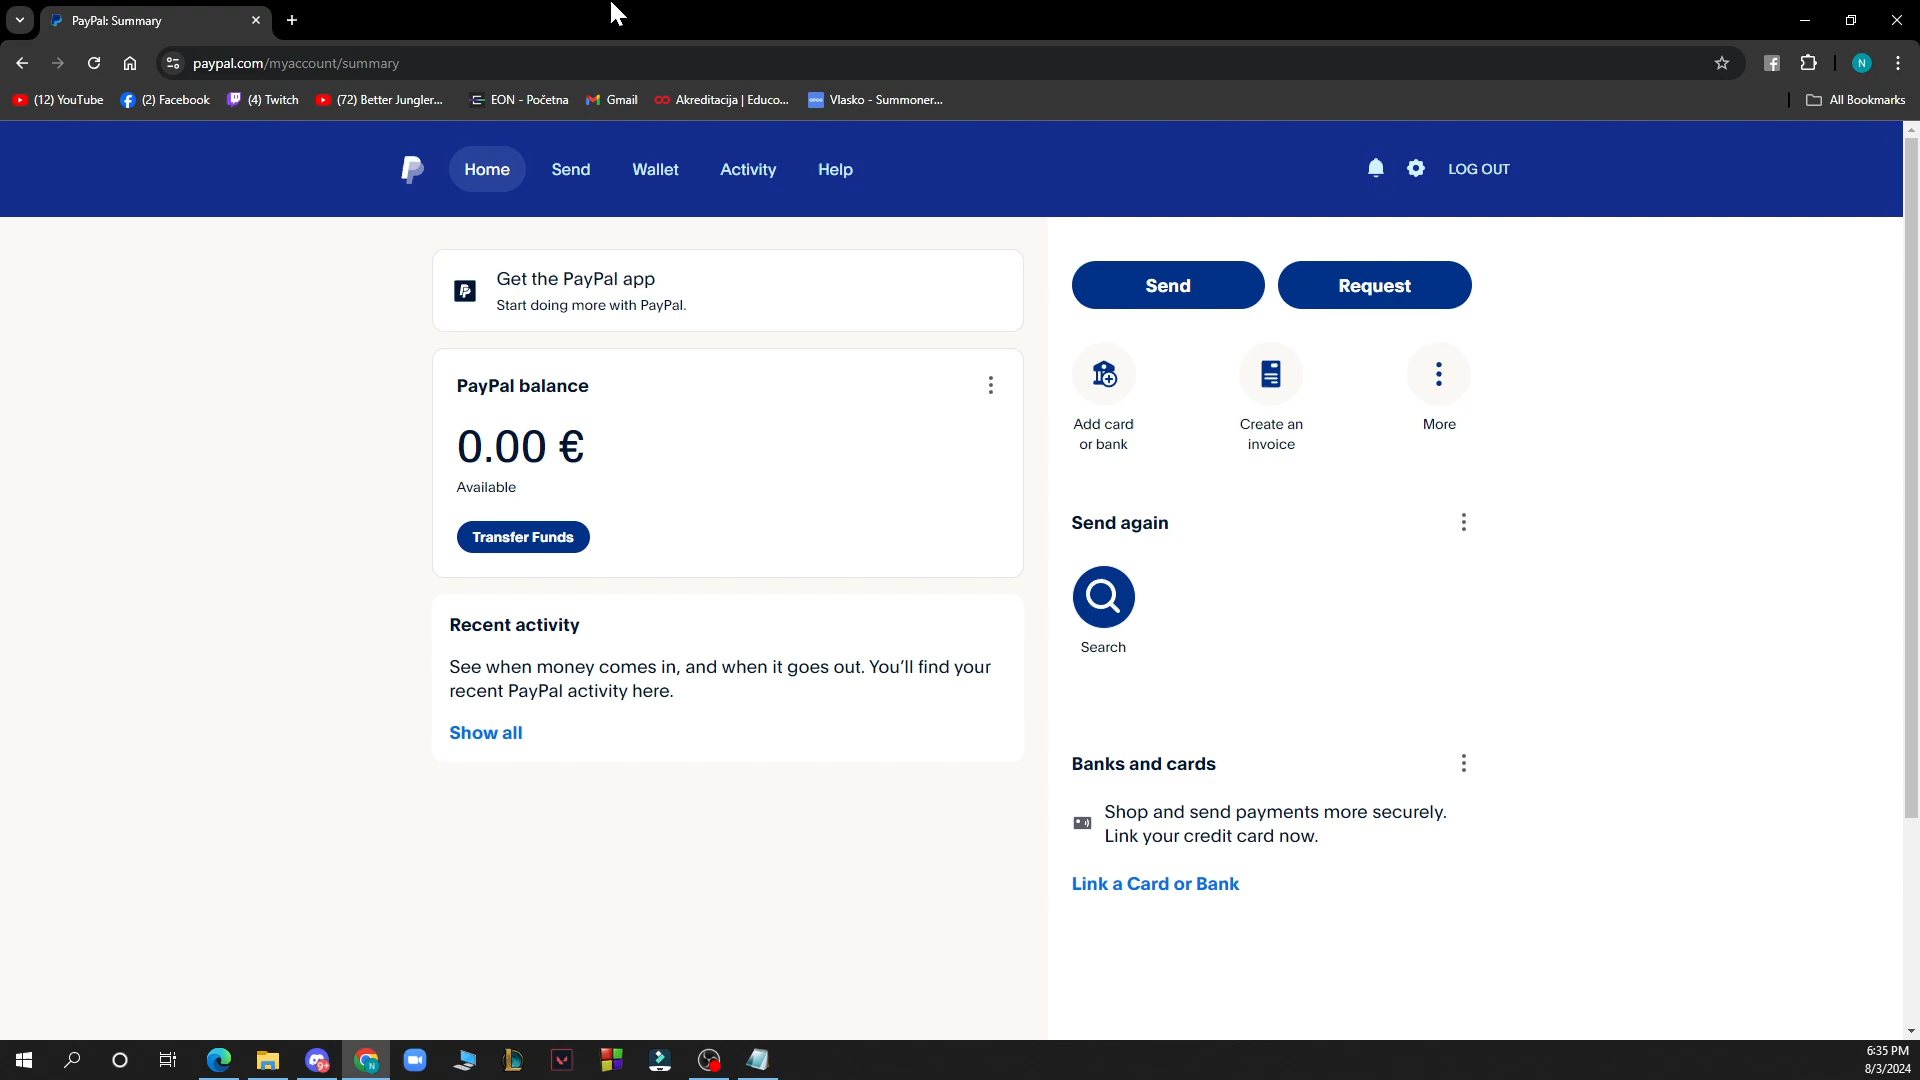 PayPal: Summary
paypal.com/myaccount/summary
(12) YouTube
(2) Facebook
(4) Twitch
(72) Better Jungler...
EON - Početna
Gmail
Akreditacija | Educo...
Vlasko - Summoner...
All Bookmarks
N
Home
Send
Wallet
Activity
Help
LOG OUT
Get the PayPal app
Start doing more with PayPal.
PayPal balance
0.00 €
Available
Transfer Funds
Recent activity
See when money comes in, and when it goes out. You'll find your
recent PayPal activity here.
Show all
Send
Request
Add card
or bank
Create an
invoice
More
Send again
Search
Banks and cards
Shop and send payments more securely.
Link your credit card now.
Link a Card or Bank
9+
N
6:35 PM
8/3/2024